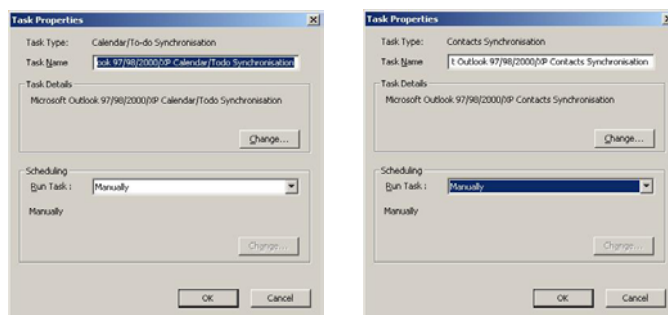 Task Properties
Task Type: Calendar/To-do Synchronisation
Task Name ook 97/98/2000/XP Calendar/Todo Synchronisation
Task Details
Microsoft Outlook 97/98/2000/XP Calendar/Todo Synchronisation
Change...
Scheduling
Run Task: Manually
Manually
Change...
OK Cancel
Task Properties
Task Type: Contacts Synchronisation
Task Name t Outlook 97/98/2000/XP Contacts Synchronisation
Task Details
Microsoft Outlook 97/98/2000/XP Contacts Synchronisation
Change...
Scheduling
Run Task: Manually
Manually
Change...
OK Cancel